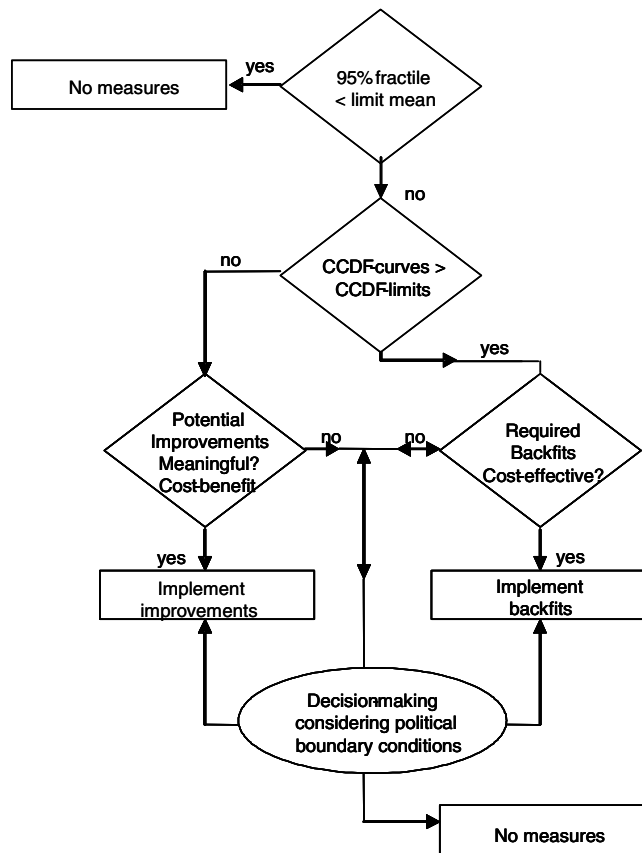 yes
No measures
95% fractile
< limit mean
no
no
CCDF-curves >
CCDF-limits
yes
Potential
Improvements
Meaningful?
Cost-benefit
no
no
Required
Backfits
Cost-effective?
yes
yes
Implement
improvements
Implement
backfits
Decision-making
considering political
boundary conditions
No measures